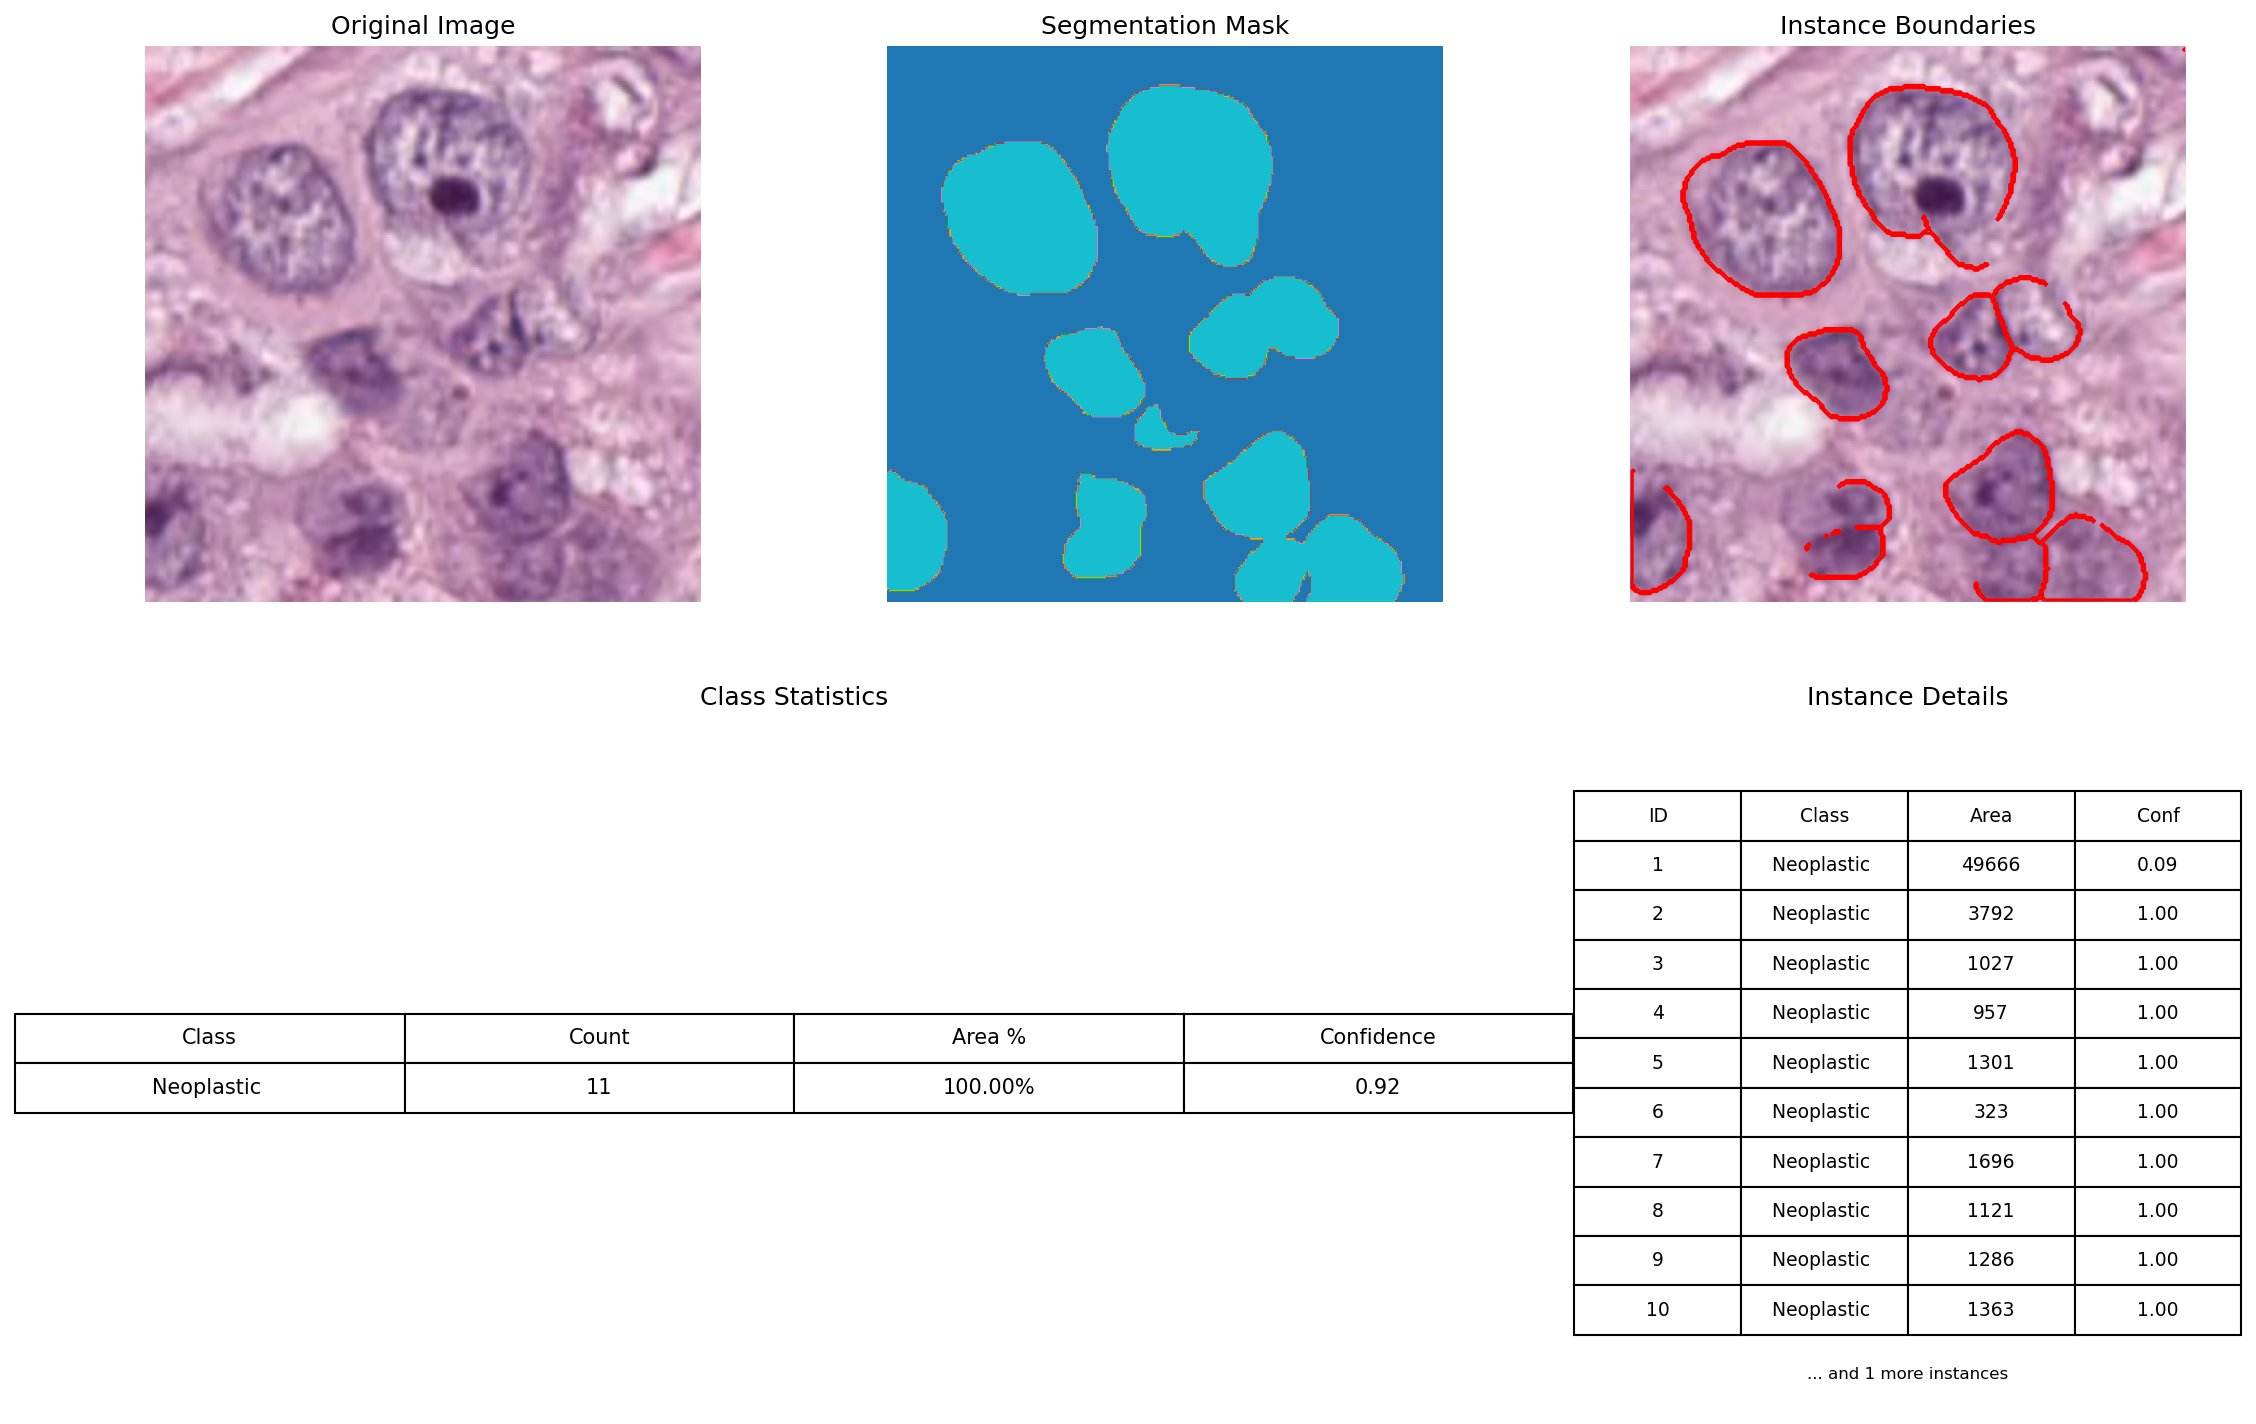 Original Image
Segmentation Mask
Instance Boundaries
Class Statistics
Class Count Area % Confidence
Neoplastic 11 100.00% 0.92
Instance Details
ID Class Area Conf
1 Neoplastic 49666 0.09
2 Neoplastic 3792 1.00
3 Neoplastic 1027 1.00
4 Neoplastic 957 1.00
5 Neoplastic 1301 1.00
6 Neoplastic 323 1.00
7 Neoplastic 1696 1.00
8 Neoplastic 1121 1.00
9 Neoplastic 1286 1.00
10 Neoplastic 1363 1.00
... and 1 more instances